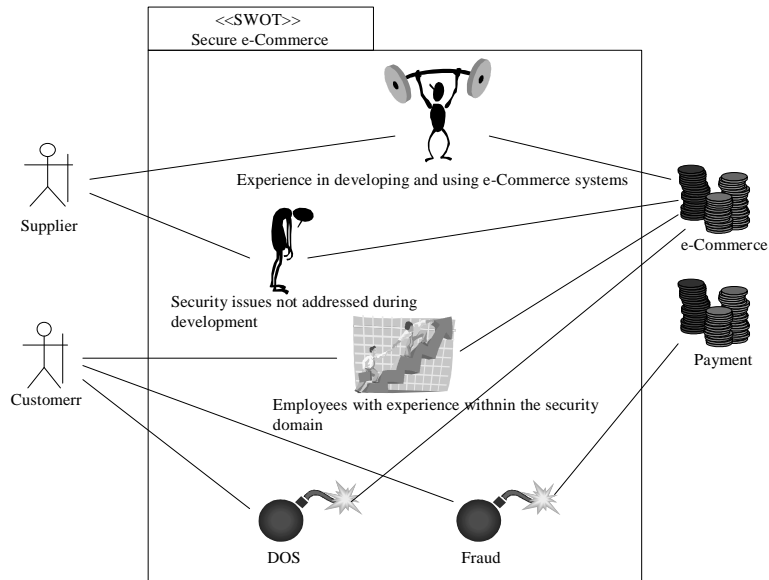 <<SWOT>>
Secure e-Commerce
Experience in developing and using e-Commerce systems
Supplier
e-Commerce
Security issues not addressed during
development
Payment
Customerr
Employees with experience withnin the security
domain
DOS
Fraud